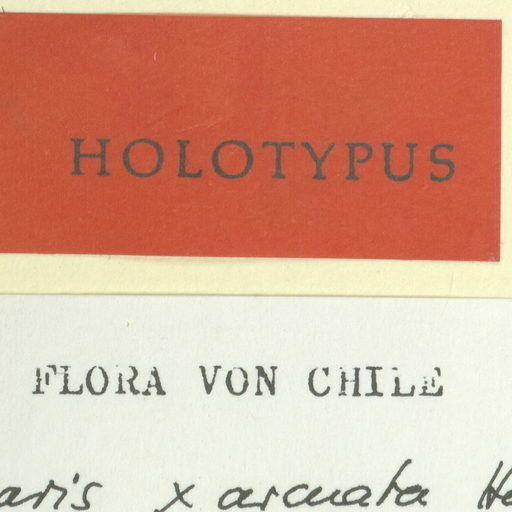 HOLOTYPUS
FLORA VON CHILE
x arcuata